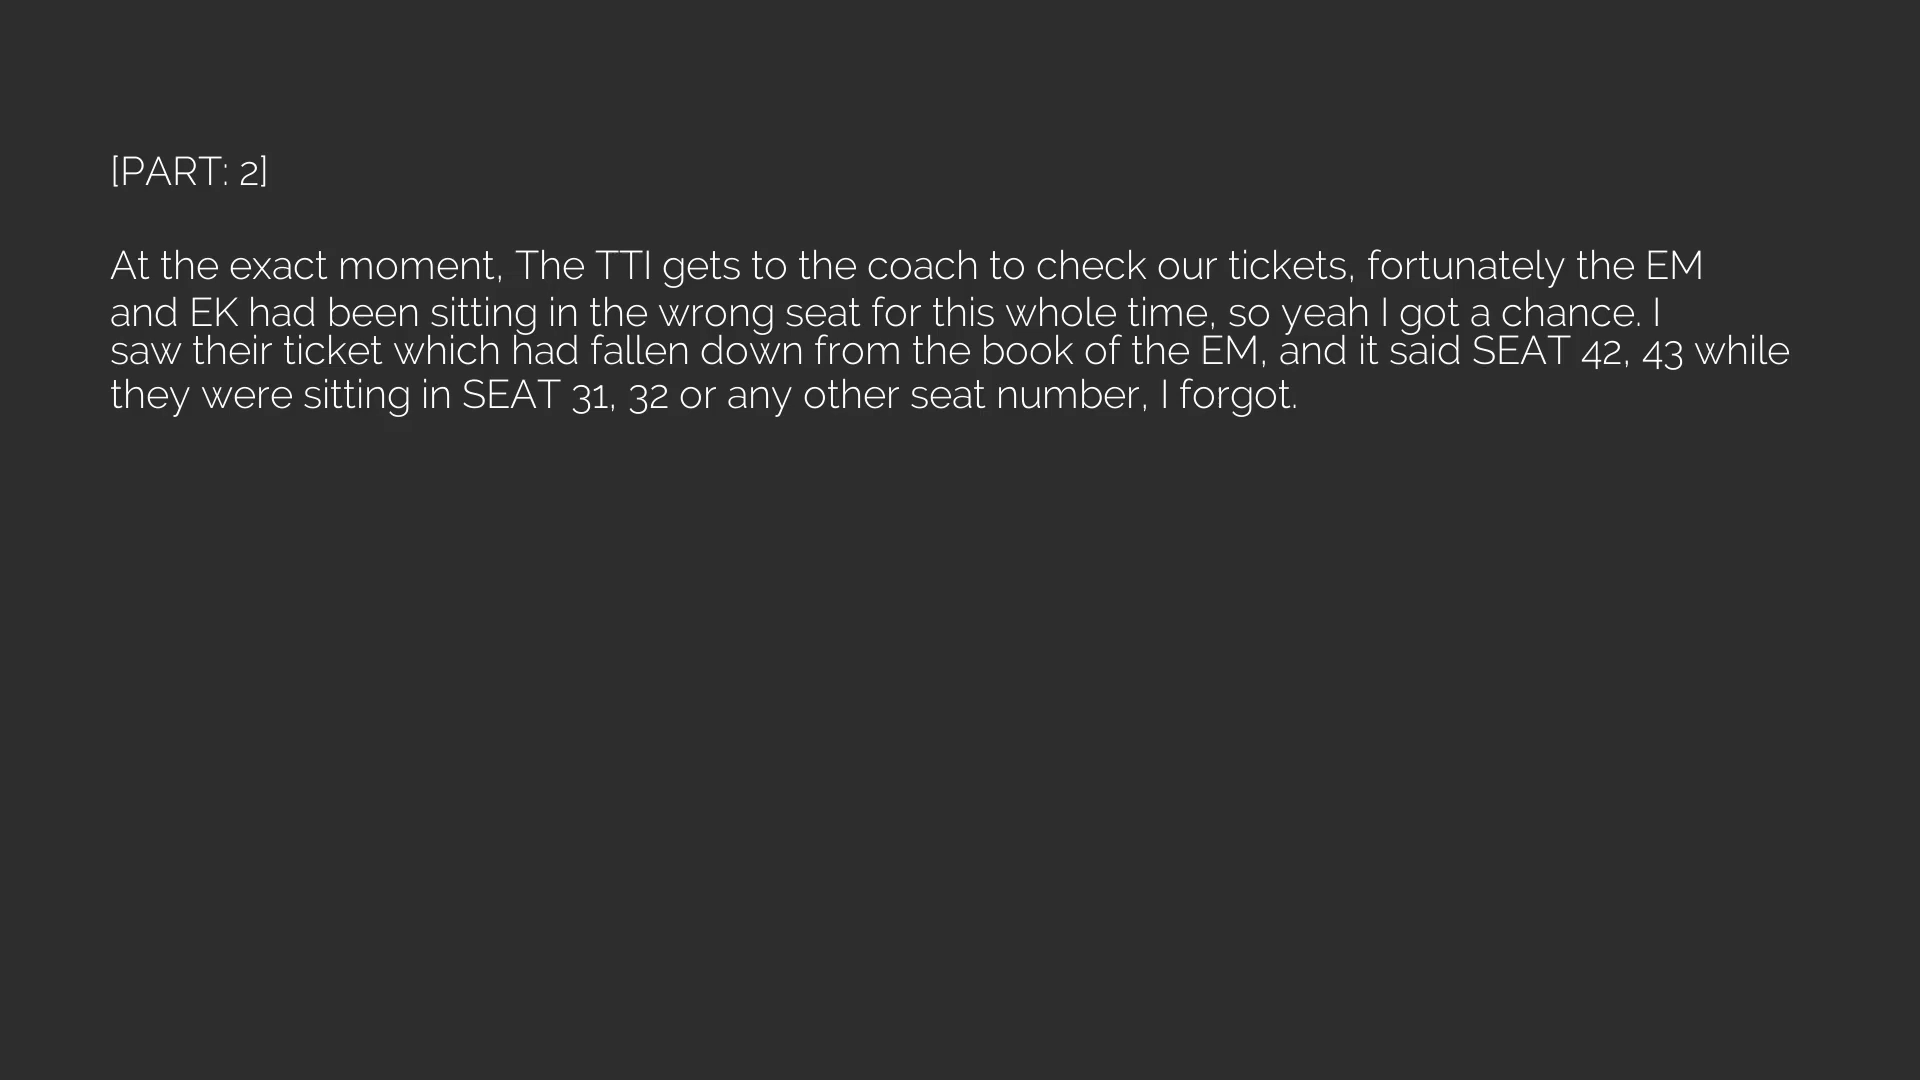 [PART: 2]
At the exact moment, The TTI gets to the coach to check our tickets, fortunately the EM
and EK had been sitting in the wrong seat for this whole time, so yeah I got a chance. I
saw their ticket which had fallen down from the book of the EM, and it said SEAT 42, 43 while
they were sitting in SEAT 31, 32 or any other seat number, I forgot.